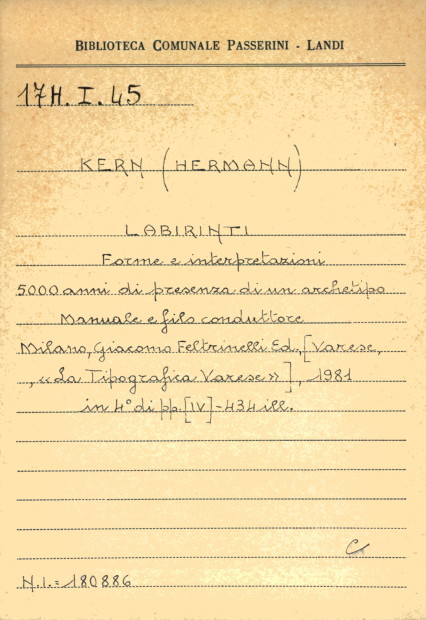 BIBLIOTECA COMUNALE PASSERINI - LANDI
17H. I. 45
KERN (HERMANN)
LABIRINTI
Forme e interpretazioni
5000 anni di presenza di un archetipo
Manuale e filo conduttore
Milano, Giacomo Feltrinelli Ed., [Varese,
, «La Tipografica Varese»], 1981
in 4° di pp. [IV]-434 ill.
N.I.= 180886